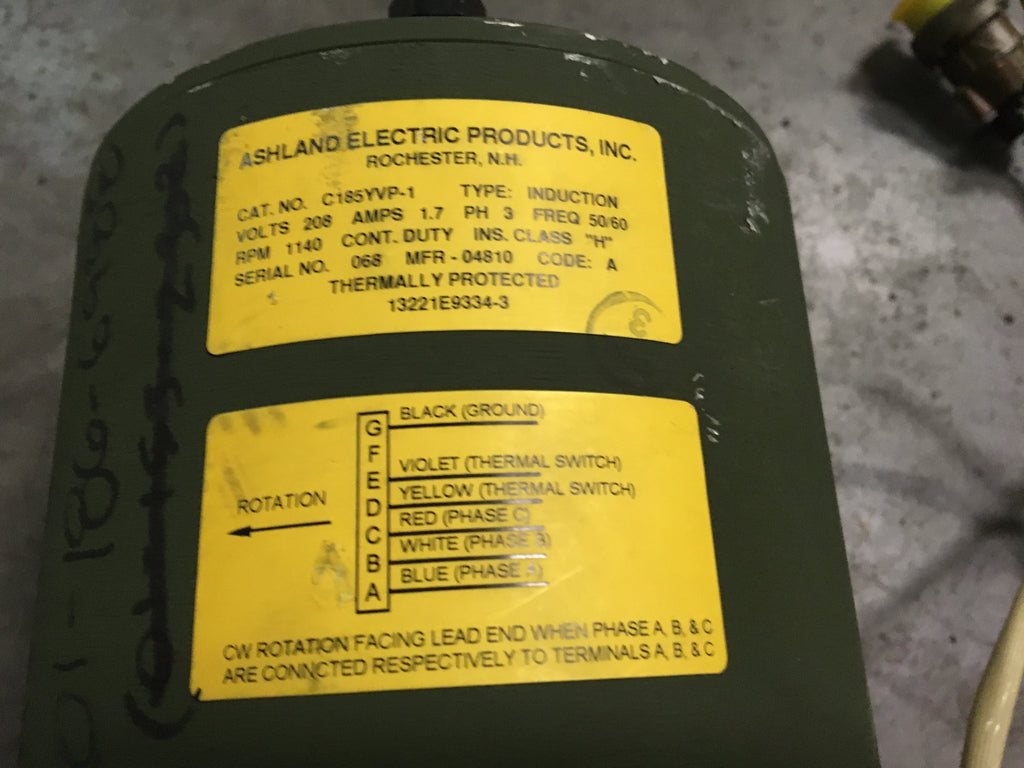 ASHLAND ELECTRIC PRODUCTS, INC.
ROCHESTER, N.H.
CAT. NO. C185YVP-1 TYPE: INDUCTION
VOLTS 208 AMPS 1.7 PH 3 FREQ 50/60
RPM 1140 CONT. DUTY INS. CLASS "H"
SERIAL NO. 068 MFR - 04810 CODE: A
THERMALLY PROTECTED
13221E9334-3
BLACK (GROUND)
G
F
VIOLET (THERMAL SWITCH)
E
YELLOW (THERMAL SWITCH)
ROTATION
D
RED (PHASE C)
C
WHITE (PHASE B)
B
BLUE (PHASE A)
A
CW ROTATION FACING LEAD END WHEN PHASE A, B, & C
ARE CONNCTED RESPECTIVELY TO TERMINALS A, B, & C